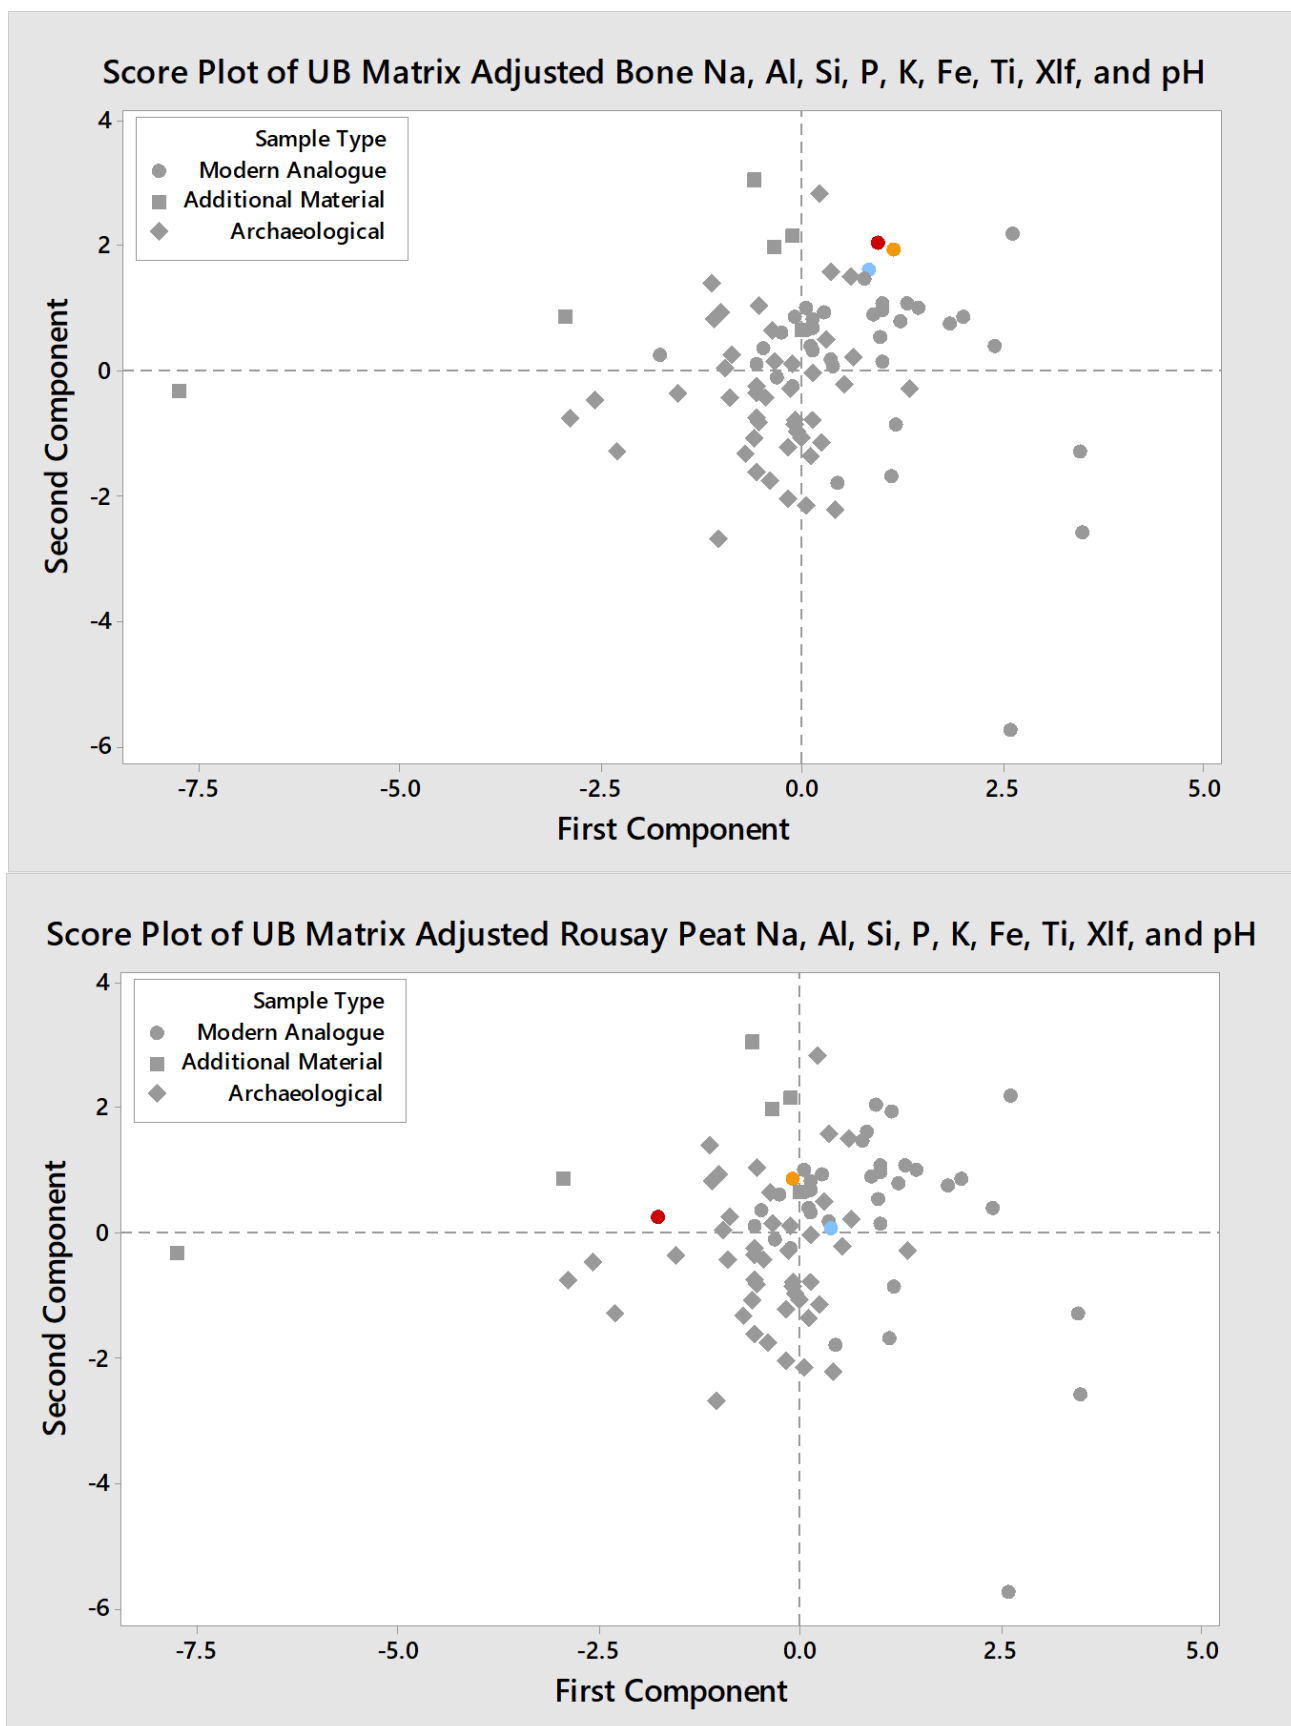 Score Plot of UB Matrix Adjusted Bone Na, Al, Si, P, K, Fe, Ti, Xlf, and pH
Sample Type
Modern Analogue
Additional Material
Archaeological
4
2
0
-2
-4
-6
Second Component
-7.5 -5.0 -2.5 0.0 2.5 5.0
First Component
Score Plot of UB Matrix Adjusted Rousay Peat Na, Al, Si, P, K, Fe, Ti, Xlf, and pH
Sample Type
Modern Analogue
Additional Material
Archaeological
4
2
0
-2
-4
-6
Second Component
-7.5 -5.0 -2.5 0.0 2.5 5.0
First Component